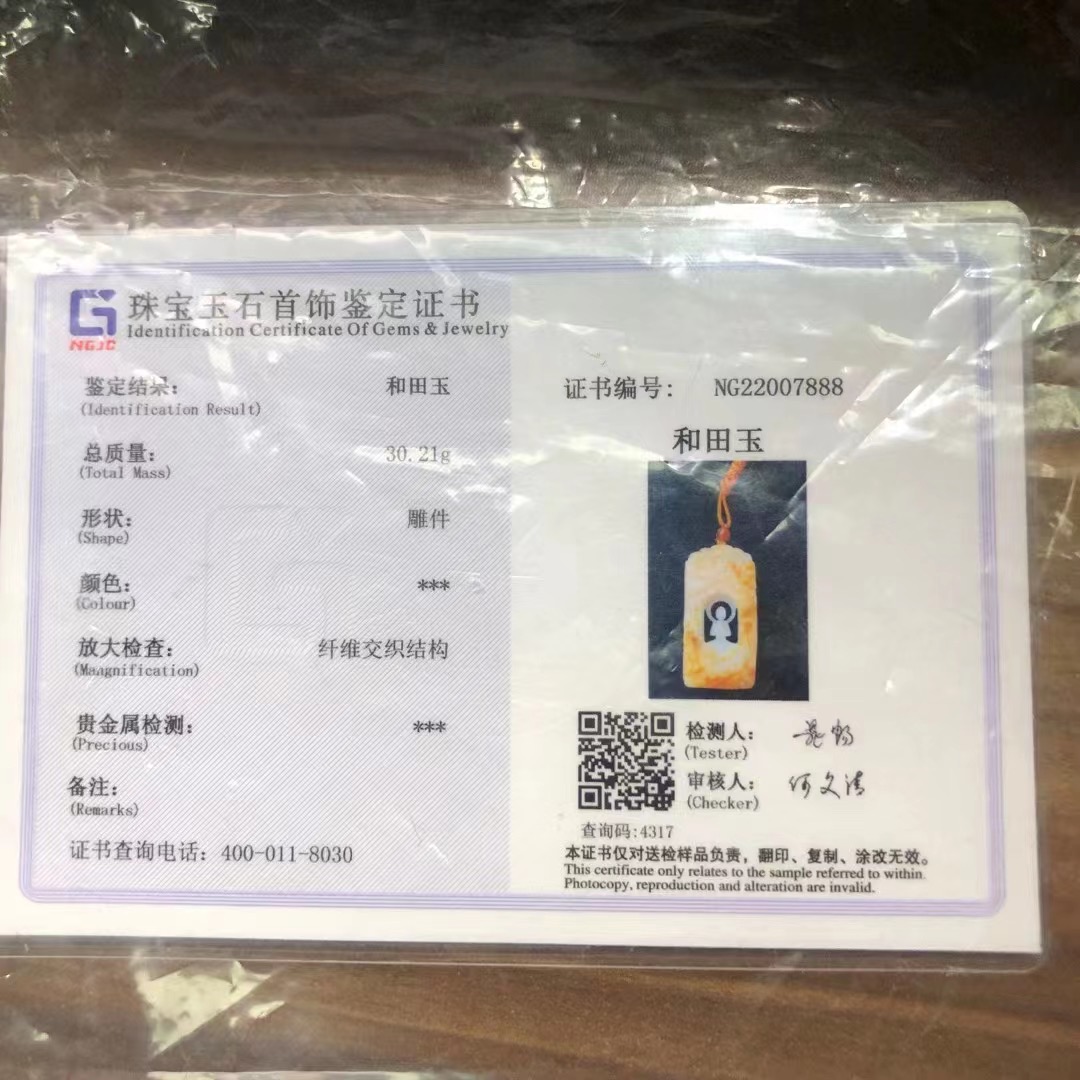 珠宝玉石首饰鉴定证书
Identification Certificate Of Gems & Jewelry
NGJC
鉴定结果: 和田玉
(Identification Result)
总质量: 30.21g
(Total Mass)
形状: 雕件
(Shape)
颜色: ***
(Colour)
放大检查: 纤维交织结构
(Maagnification)
贵金属检测: ***
(Precious)
备注:
(Remarks)
证书查询电话: 400-011-8030
证书编号: NG22007888
和田玉
检测人:
(Tester)
审核人: 何文清
(Checker)
查询码:4317
本证书仅对送检样品负责，翻印、复制、涂改无效。
This certificate only relates to the sample referred to within.
Photocopy, reproduction and alteration are invalid.